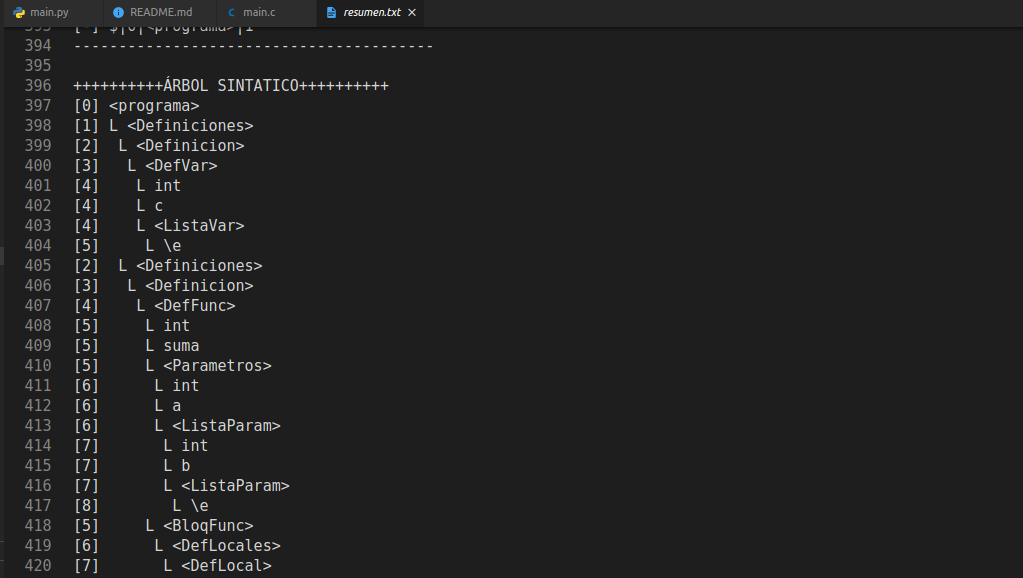 main.py README.md main.c resumen.txt
393 [0] $|0|<programa>|1
394 ----------------------------------------
395
396 ++++++++++ÁRBOL SINTATICO++++++++++
397 [0] <programa>
398 [1] L <Definiciones>
399 [2]  L <Definicion>
400 [3]   L <DefVar>
401 [4]    L int
402 [4]    L c
403 [4]    L <ListaVar>
404 [5]     L \e
405 [2]  L <Definiciones>
406 [3]   L <Definicion>
407 [4]    L <DefFunc>
408 [5]     L int
409 [5]     L suma
410 [5]     L <Parametros>
411 [6]      L int
412 [6]      L a
413 [6]      L <ListaParam>
414 [7]       L int
415 [7]       L b
416 [7]       L <ListaParam>
417 [8]        L \e
418 [5]     L <BloqFunc>
419 [6]      L <DefLocales>
420 [7]       L <DefLocal>